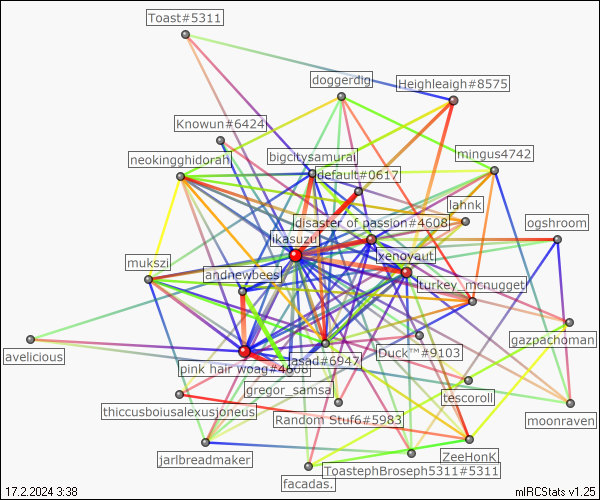 Toast#5311
doggerdig
Heighleaigh#8575
Knowun#6424
neokingghidorah
bigcitysamurai
mingus4742
default#0617
lahnk
disaster of passion#4608
ogshroom
likasuzu
xenoyaut
mukszi
andnewbees
turkey_mcnugget
gazpachoman
avelicious
Duck™#9103
asad#6947
pink hair woag#4608
gregor_samsa
tescoroll
thiccusboiusalexusjoneus
Random Stuf6#5983
moonraven
jarlbreadmaker
ZeeHonK
ToastephBroseph5311#5311
facadas.
17.2.2024 3:38
mIRCStats v1.25